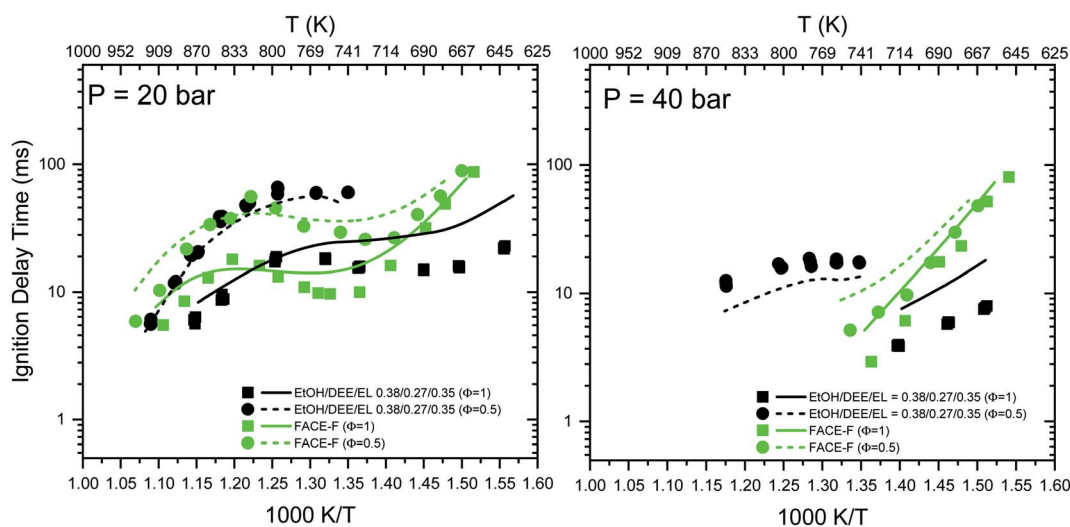 T (K)
1000 952 909 870 833 800 769 741 714 690 667 645 625
P = 20 bar
Ignition Delay Time (ms)
100
10
1
EtOH/DEE/EL 0.38/0.27/0.35 (Φ=1)
EtOH/DEE/EL 0.38/0.27/0.35 (Φ=0.5)
FACE-F (Φ=1)
FACE-F (Φ=0.5)
1.00 1.05 1.10 1.15 1.20 1.25 1.30 1.35 1.40 1.45 1.50 1.55 1.60
1000 K/T
T (K)
1000 952 909 870 833 800 769 741 714 690 667 645 625
P = 40 bar
100
10
1
EtOH/DEE/EL = 0.38/0.27/0.35 (Φ=1)
EtOH/DEE/EL = 0.38/0.27/0.35 (Φ=0.5)
FACE-F (Φ=1)
FACE-F (Φ=0.5)
1.00 1.05 1.10 1.15 1.20 1.25 1.30 1.35 1.40 1.45 1.50 1.55 1.60
1000 K/T